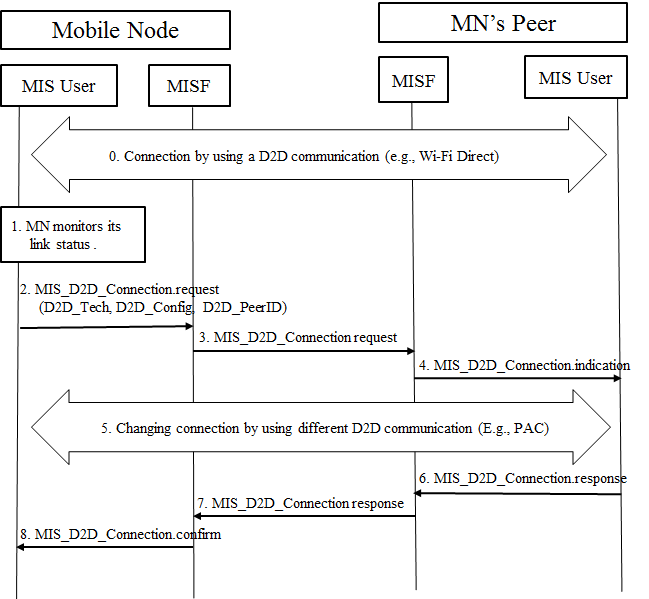 Mobile Node
MN’s Peer
MIS User
MISF
MISF
MIS User
0. Connection by using a D2D communication (e.g., Wi-Fi Direct)
1. MN monitors its
link status .
2. MIS_D2D_Connection.request
(D2D_Tech, D2D_Config, D2D_PeerID)
3. MIS_D2D_Connection request
4. MIS_D2D_Connection.indication
5. Changing connection by using different D2D communication (E.g., PAC)
6. MIS_D2D_Connection.response
7. MIS_D2D_Connection response
8. MIS_D2D_Connection.confirm